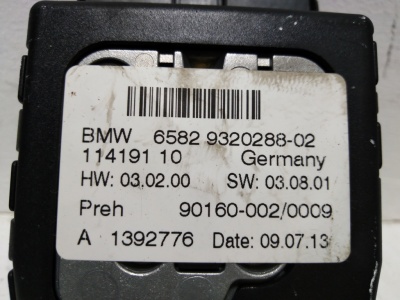 BMW 6582 9320288-02
114191 10 Germany
HW: 03.02.00 SW: 03.08.01
Preh 90160-002/0009
A 1392776 Date: 09.07.13